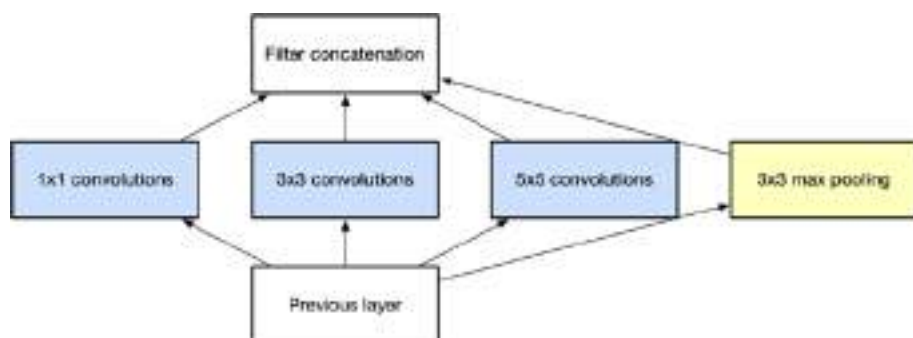 Filter concatenation
1x1 convolutions
3x3 convolutions
5x5 convolutions
3x3 max pooling
Previous layer